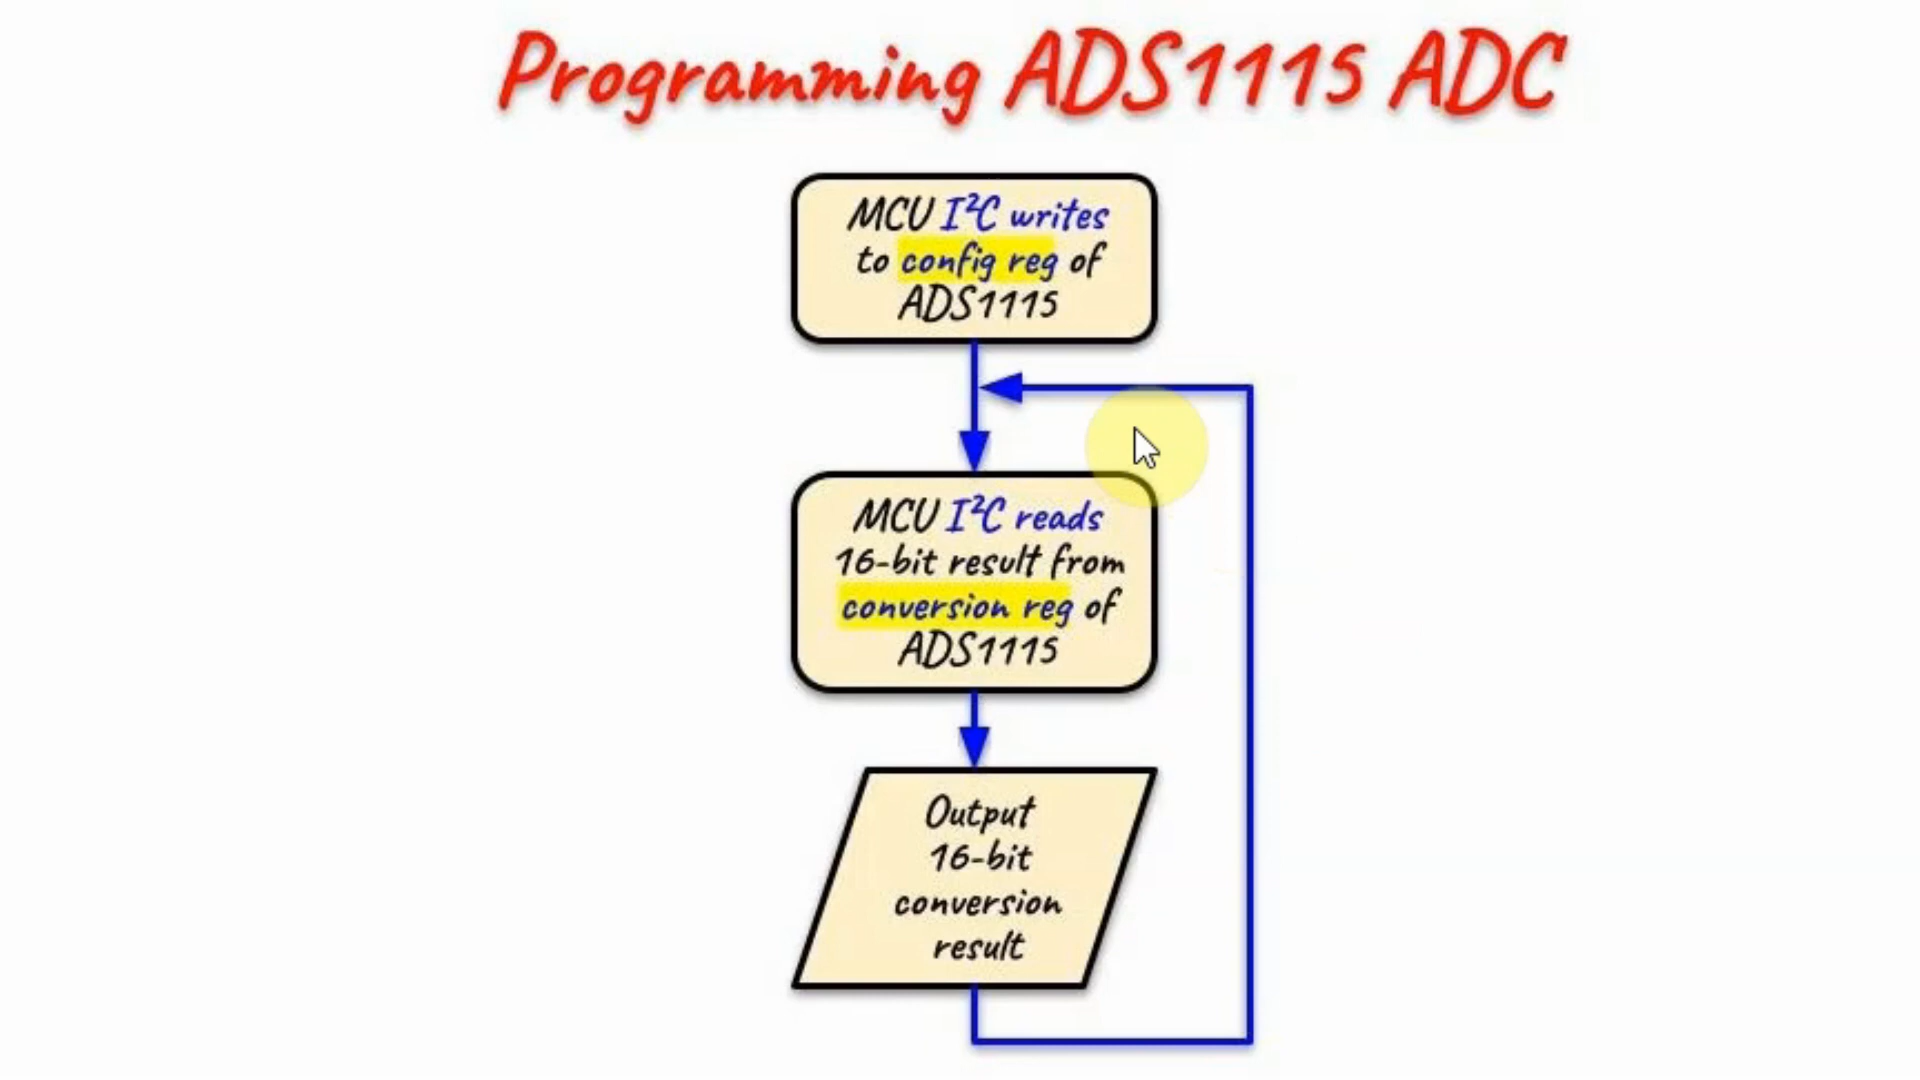 Programming ADS1115 ADC
MCU I²C writes
to config reg of
ADS1115
MCU I²C reads
16-bit result from
conversion reg of
ADS1115
Output
16-bit
conversion
result